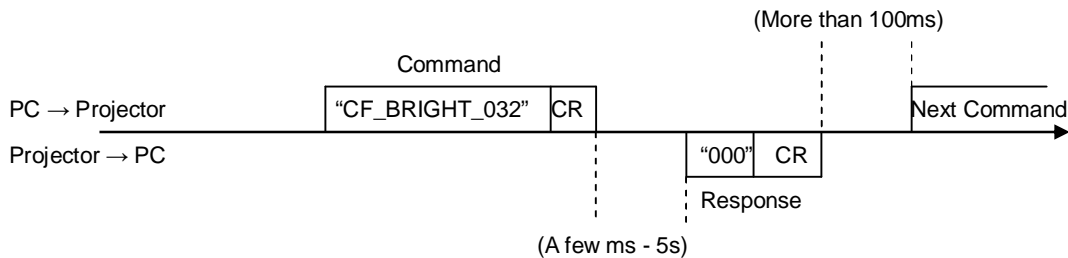 (More than 100ms)
Command
PC → Projector
“CF_BRIGHT_032” CR
Next Command
Projector → PC
“000” CR
Response
(A few ms - 5s)